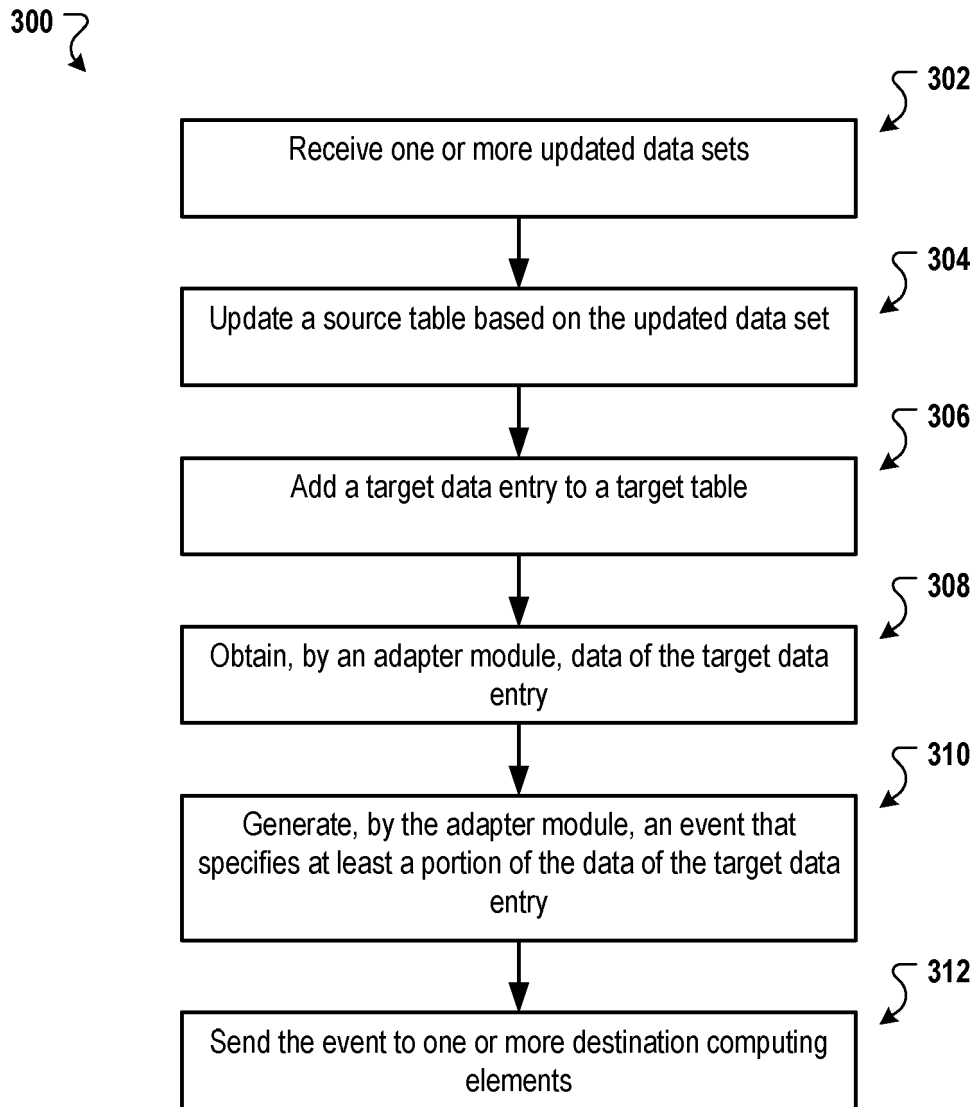 300
302
Receive one or more updated data sets
304
Update a source table based on the updated data set
306
Add a target data entry to a target table
308
Obtain, by an adapter module, data of the target data
entry
310
Generate, by the adapter module, an event that
specifies at least a portion of the data of the target data
entry
312
Send the event to one or more destination computing
elements